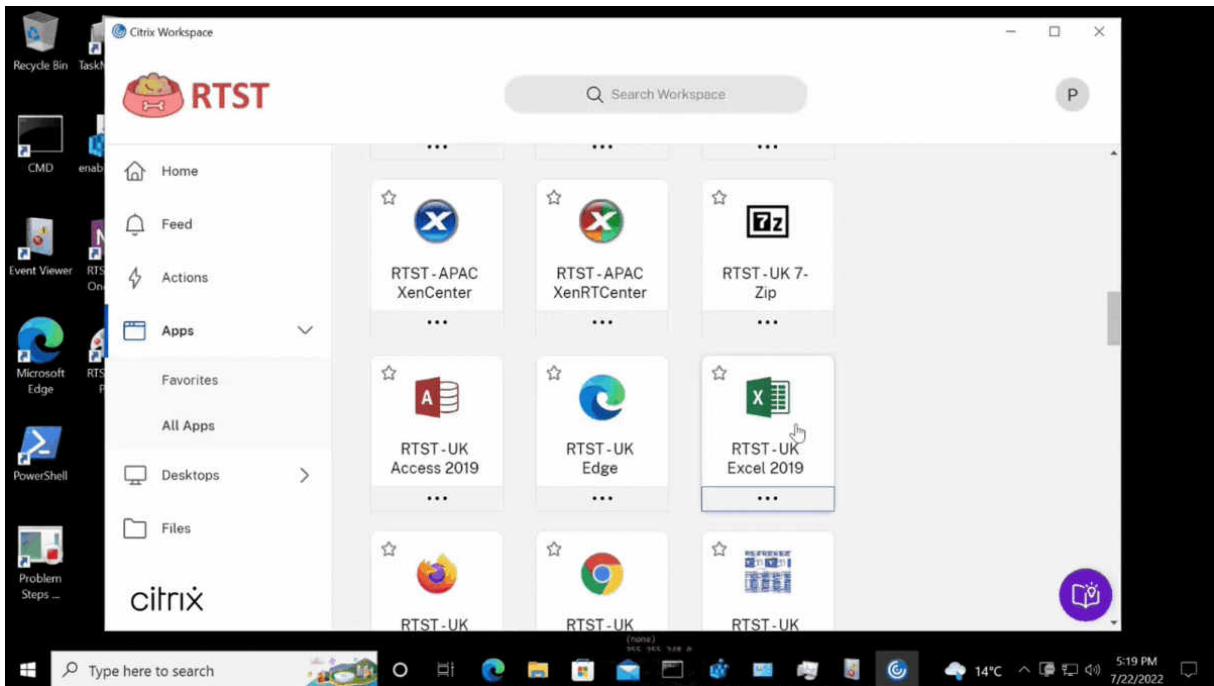 Recycle Bin
TaskM
CMD
enab
Event Viewer
RTS
On
Microsoft
Edge
RTS
P
PowerShell
Problem
Steps ...
Citrix Workspace
RTST
Search Workspace
P
Home
Feed
Actions
Apps
Favorites
All Apps
Desktops
Files
citrix
RTST - APAC
XenCenter
RTST - APAC
XenRTCenter
7z
RTST - UK 7-
Zip
A
RTST - UK
Access 2019
RTST - UK
Edge
X
RTST - UK
Excel 2019
RTST - UK
RTST - UK
RTST - UK
(none)
Type here to search
14°C
5:19 PM
7/22/2022